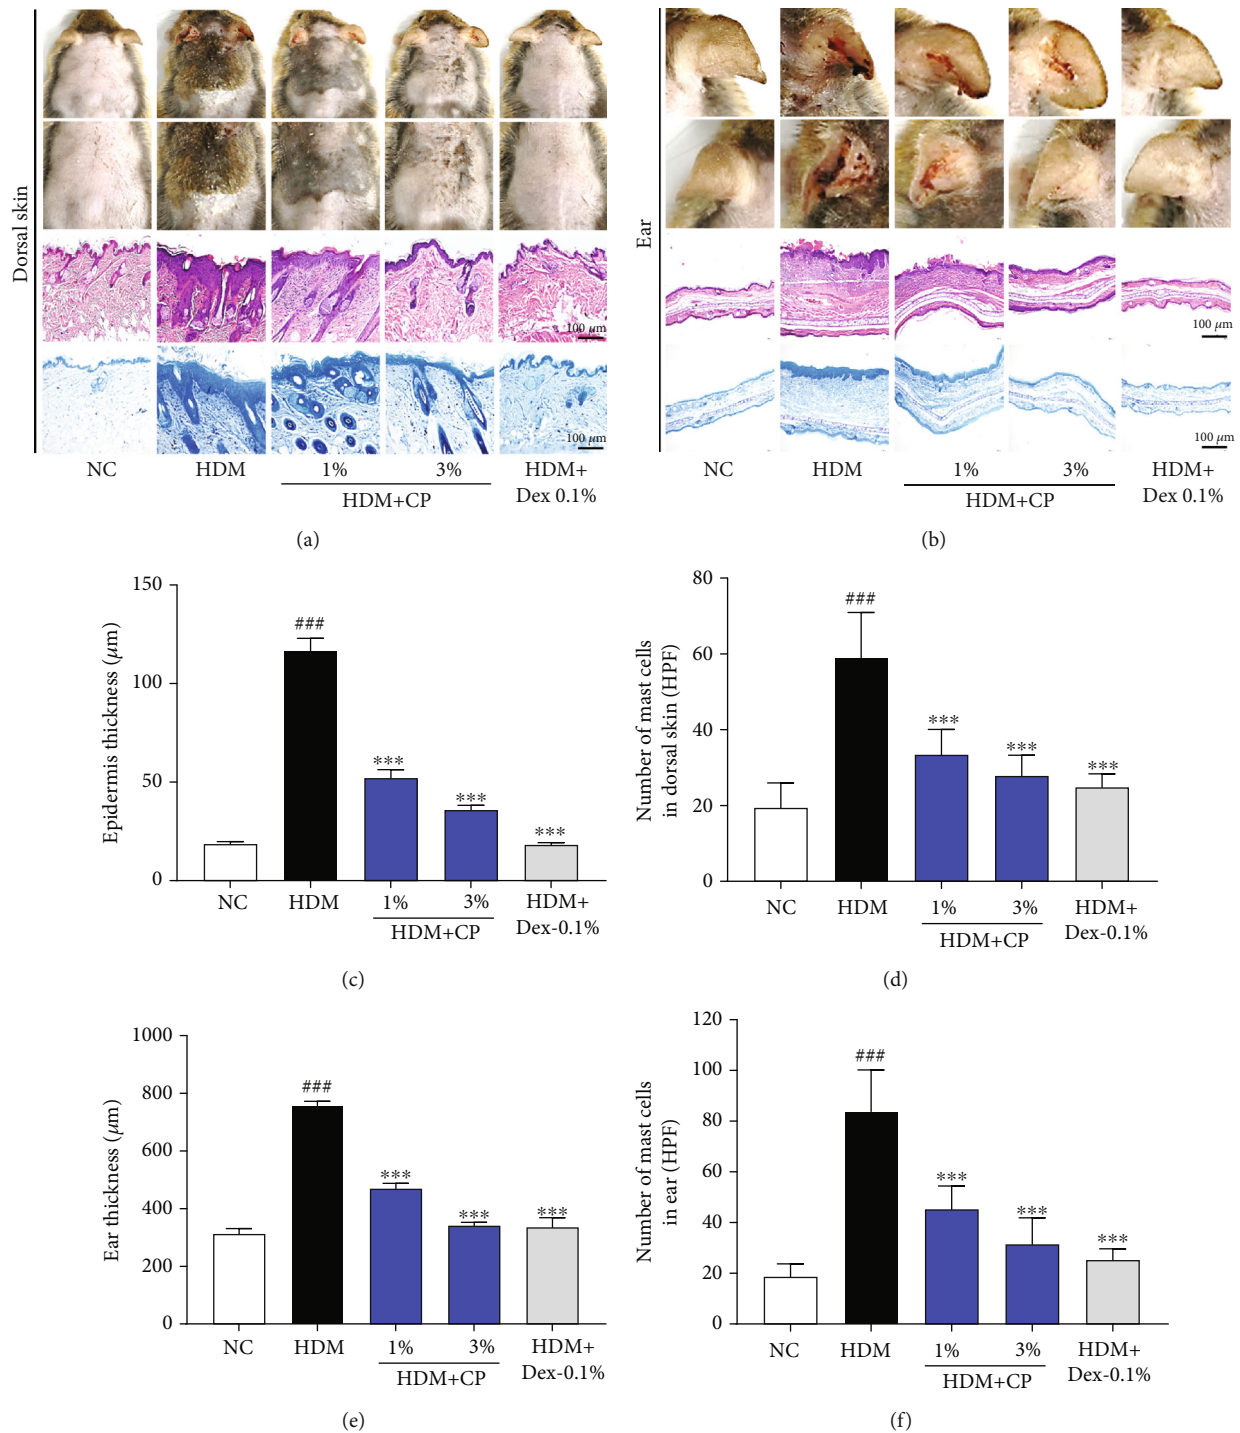 Dorsal skin
100 μm
100 μm
NC
HDM
1%
3%
HDM+CP
HDM+
Dex 0.1%
(a)
Ear
100 μm
100 μm
NC
HDM
1%
3%
HDM+CP
HDM+
Dex 0.1%
(b)
Epidermis thickness (μm)
150
100
50
0
###
***
***
***
NC
HDM
1%
3%
HDM+CP
HDM+
Dex-0.1%
(c)
Number of mast cells
in dorsal skin (HPF)
80
60
40
20
0
###
***
***
***
NC
HDM
1%
3%
HDM+CP
HDM+
Dex-0.1%
(d)
Ear thickness (μm)
1000
800
600
400
200
0
###
***
***
***
NC
HDM
1%
3%
HDM+CP
HDM+
Dex-0.1%
(e)
Number of mast cells
in ear (HPF)
120
100
80
60
40
20
0
###
***
***
***
NC
HDM
1%
3%
HDM+CP
HDM+
Dex-0.1%
(f)